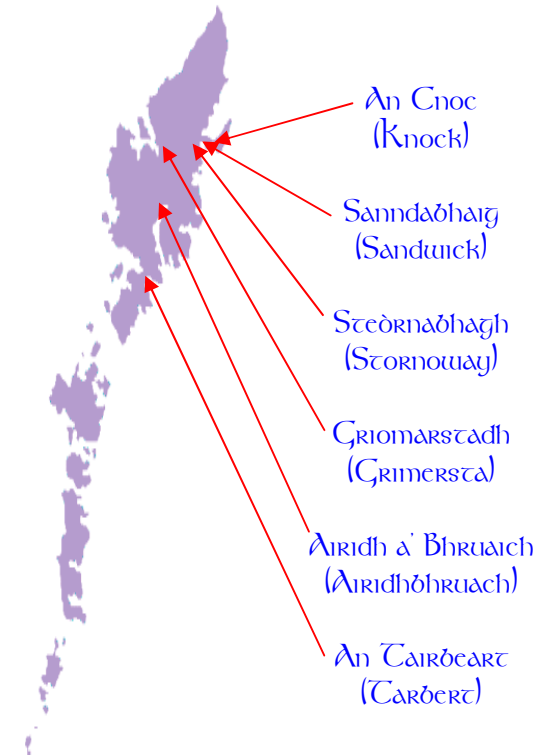 An Cnoc
(Knock)
Sanndabhaig
(Sandwick)
Steòrnabhagh
(Stornoway)
Griomarstadh
(Grimersta)
Airidh a' Bhruaich
(Airidhbhruach)
An Tairbeart
(Tarbert)